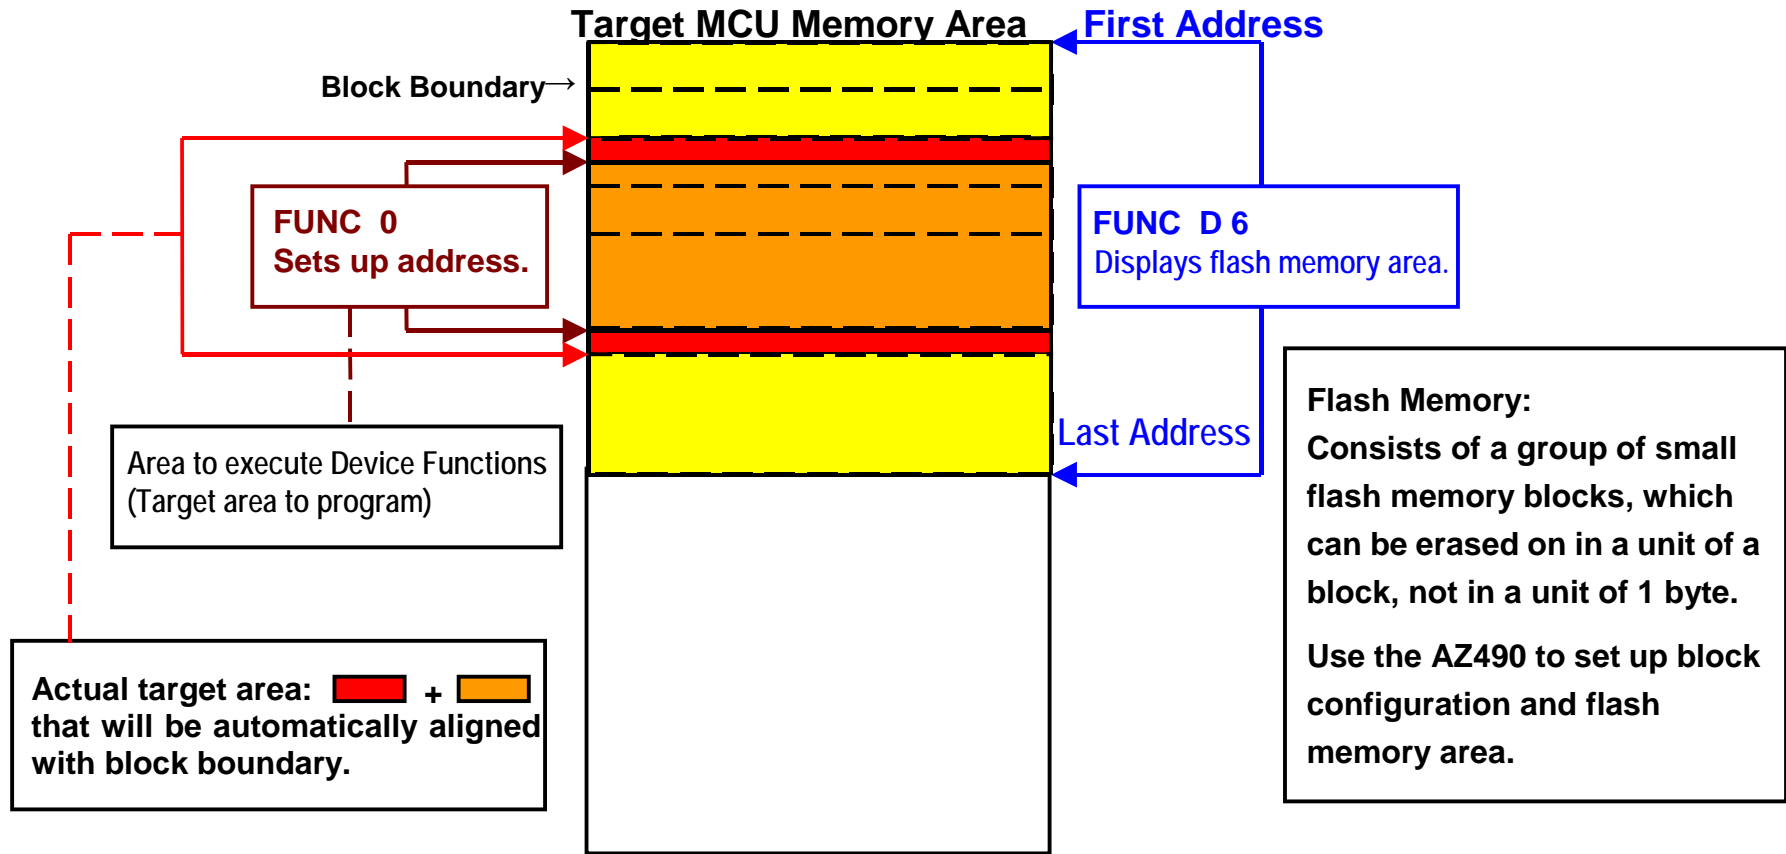 Target MCU Memory Area
First Address
Block Boundary→
FUNC 0
Sets up address.
FUNC D 6
Displays flash memory area.
Area to execute Device Functions
(Target area to program)
Last Address
Flash Memory:
Consists of a group of small
flash memory blocks, which
can be erased on in a unit of a
block, not in a unit of 1 byte.
Use the AZ490 to set up block
configuration and flash
memory area.
Actual target area: +
that will be automatically aligned
with block boundary.